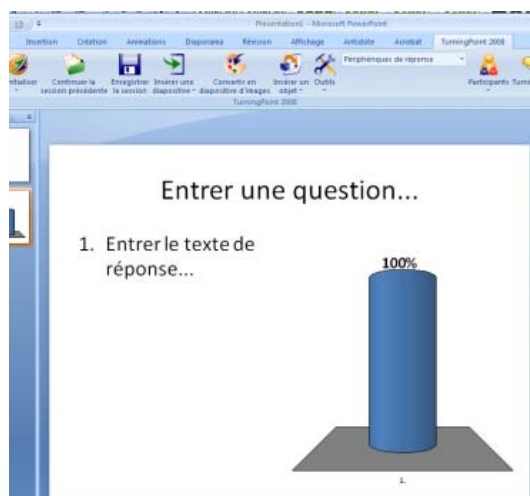 Présentation1 - Microsoft PowerPoint
Insertion Création Animations Diaporama Révision Affichage Antidote Acrobat TurningPoint 2008
Continuer la session précédente
Enregistrer la session
Insérer une diapositive
Convertir en diapositive d'images
Insérer un objet
Outils
Périphériques de réponse
Participants
TurningPoint 2008
Entrer une question...
1. Entrer le texte de
réponse...
100%
1.